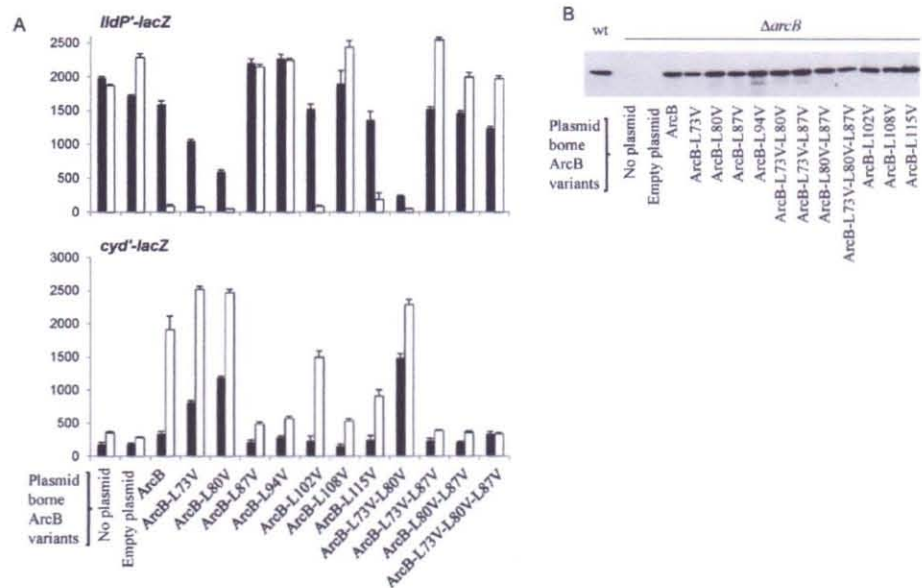 A
lldP'-lacZ
2500
2000
1500
1000
500
0
cyd'-lacZ
3000
2500
2000
1500
1000
500
0
Plasmid
borne
ArcB
variants
No plasmid
Empty plasmid
ArcB
ArcB-L73V
ArcB-L80V
ArcB-L87V
ArcB-L94V
ArcB-L102V
ArcB-L108V
ArcB-L115V
ArcB-L73V-L80V
ArcB-L73V-L87V
ArcB-L80V-L87V
ArcB-L73V-L80V-L87V
B
wt
ΔarcB
Plasmid
borne
ArcB
variants
No plasmid
Empty plasmid
ArcB
ArcB-L73V
ArcB-L80V
ArcB-L87V
ArcB-L94V
ArcB-L73V-L80V
ArcB-L73V-L87V
ArcB-L80V-L87V
ArcB-L73V-L80V-L87V
ArcB-L102V
ArcB-L108V
ArcB-L115V